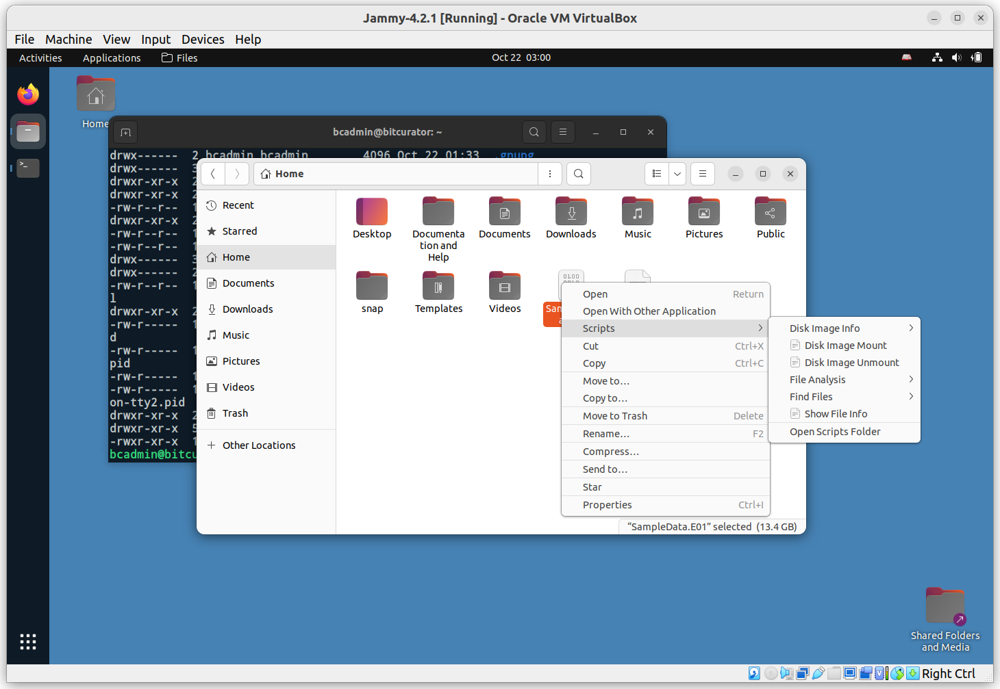 Jammy-4.2.1 [Running] - Oracle VM VirtualBox
File Machine View Input Devices Help
Activities Applications Files Oct 22 03:00
Home
bcadmin@bitcurator: ~
drwx------ 2 bcadmin bcadmin 4096 Oct 22 01:33 .gnupg
drwx------ 3
drwxr-xr-x 2
drwxr-xr-x 2
-rw-r--r-- 1
drwxr-xr-x 2
-rw-r--r-- 1
-rw-r--r-- 1
drwx------ 3
drwx------ 2
-rw-r--r-- 1
l
drwxr-xr-x 2
-rw-r----- 1
d
-rw-r----- 1
pid
-rw-r----- 1
-rw-r----- 1
on-tty2.pid
drwxr-xr-x 2
drwxr-xr-x 5
-rwxr-xr-x 1
bcadmin@bitcu
Home
Recent
Starred
Home
Documents
Downloads
Music
Pictures
Videos
Trash
Other Locations
Desktop
Documenta
tion and
Help
Documents
Downloads
Music
Pictures
Public
snap
Templates
Videos
0100
Sam
a
Open Return
Open With Other Application
Scripts
Cut Ctrl+X
Copy Ctrl+C
Move to…
Copy to…
Move to Trash Delete
Rename… F2
Compress…
Send to…
Star
Properties Ctrl+I
Disk Image Info
Disk Image Mount
Disk Image Unmount
File Analysis
Find Files
Show File Info
Open Scripts Folder
“SampleData.E01” selected (13.4 GB)
Shared Folders
and Media
Right Ctrl